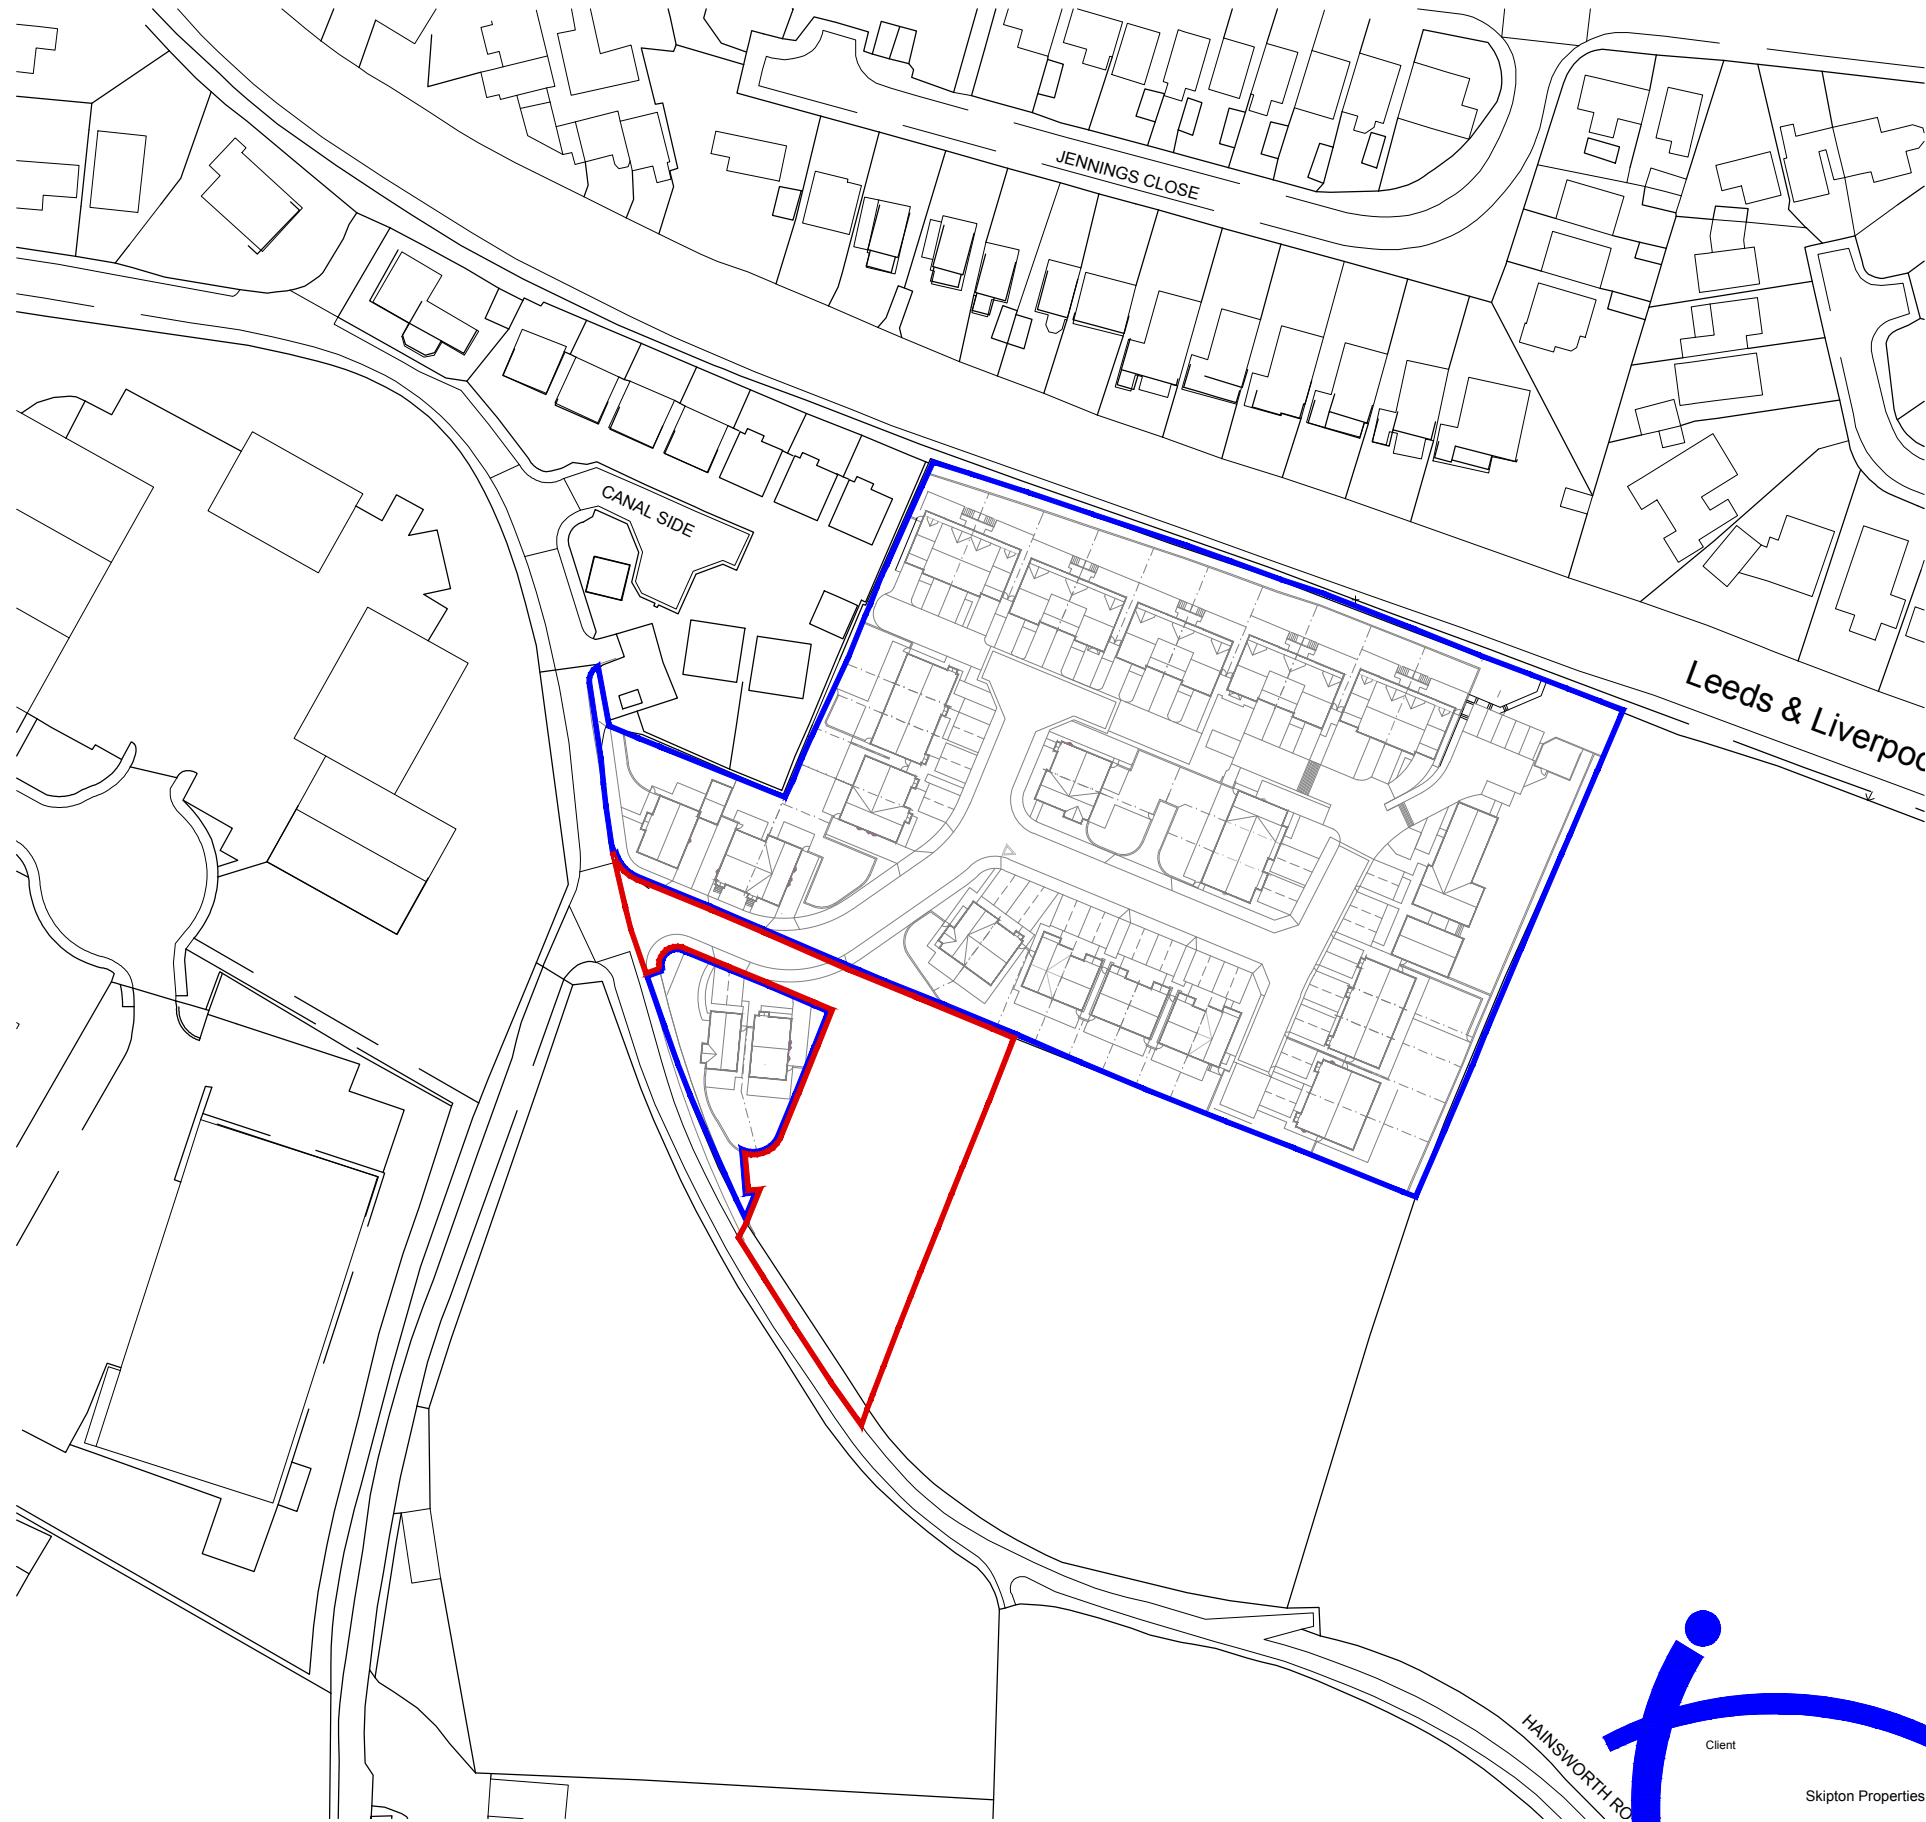 JENNINGS CLOSE
CANAL SIDE
Leeds & Liverpoo
HAINSWORTH RO
Client
Skipton Properties